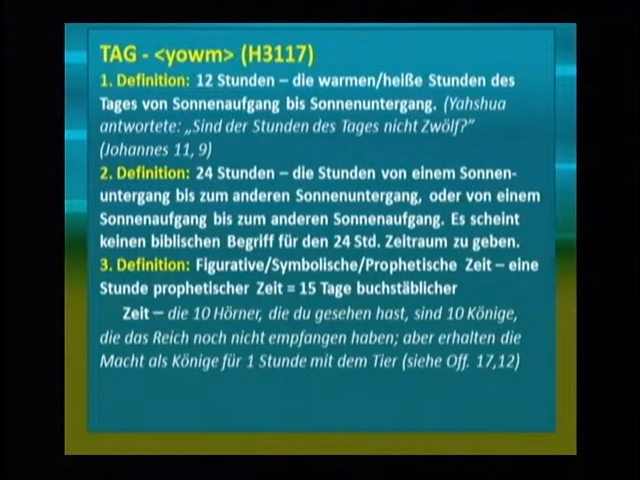 TAG - <yowm> (H3117)
1. Definition: 12 Stunden – die warmen/heiße Stunden des
Tages von Sonnenaufgang bis Sonnenuntergang. (Yahshua
antwortete: „Sind der Stunden des Tages nicht Zwölf?"
(Johannes 11, 9)
2. Definition: 24 Stunden – die Stunden von einem Sonnen-
untergang bis zum anderen Sonnenuntergang, oder von einem
Sonnenaufgang bis zum anderen Sonnenaufgang. Es scheint
keinen biblischen Begriff für den 24 Std. Zeitraum zu geben.
3. Definition: Figurative/Symbolische/Prophetische Zeit – eine
Stunde prophetischer Zeit = 15 Tage buchstäblicher
Zeit – die 10 Hörner, die du gesehen hast, sind 10 Könige,
die das Reich noch nicht empfangen haben; aber erhalten die
Macht als Könige für 1 Stunde mit dem Tier (siehe Off. 17,12)